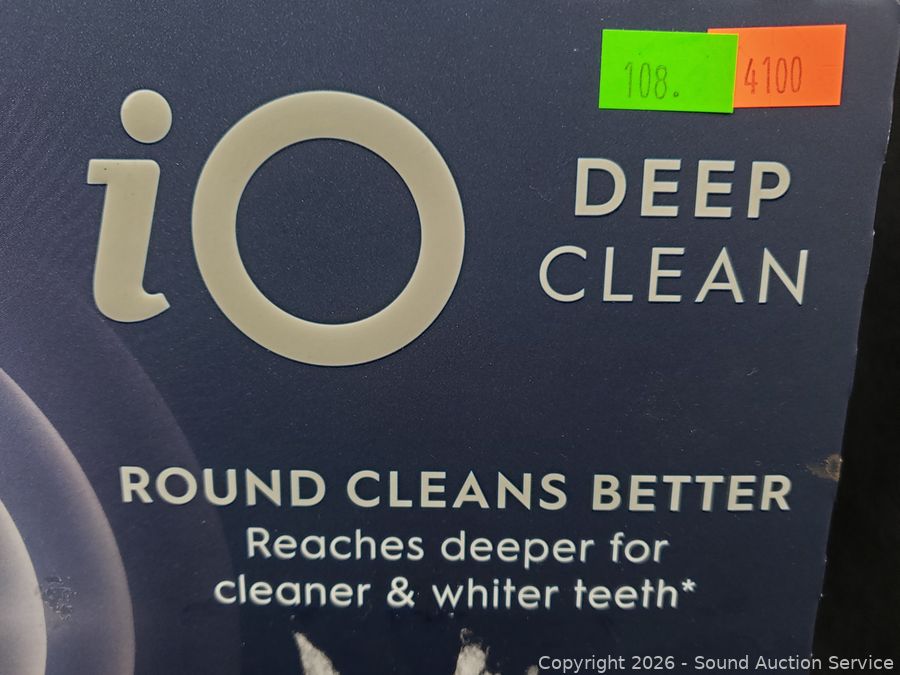 108.
4100
iO
DEEP
CLEAN
ROUND CLEANS BETTER
Reaches deeper for
cleaner & whiter teeth*
Copyright 2026 - Sound Auction Service